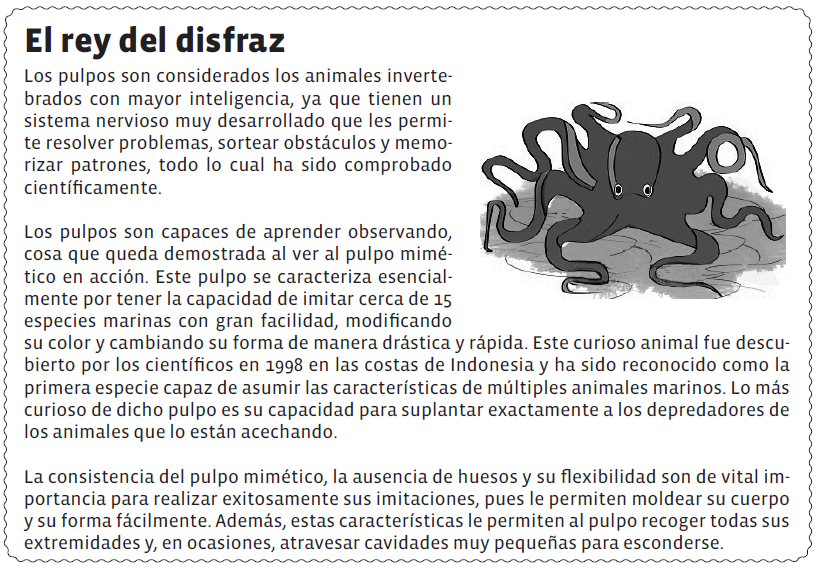 El rey del disfraz
Los pulpos son considerados los animales inverte-
brados con mayor inteligencia, ya que tienen un
sistema nervioso muy desarrollado que les permi-
te resolver problemas, sortear obstáculos y memo-
rizar patrones, todo lo cual ha sido comprobado
científicamente.
Los pulpos son capaces de aprender observando,
cosa que queda demostrada al ver al pulpo mimé-
tico en acción. Este pulpo se caracteriza esencial-
mente por tener la capacidad de imitar cerca de 15
especies marinas con gran facilidad, modificando
su color y cambiando su forma de manera drástica y rápida. Este curioso animal fue descu-
bierto por los científicos en 1998 en las costas de Indonesia y ha sido reconocido como la
primera especie capaz de asumir las características de múltiples animales marinos. Lo más
curioso de dicho pulpo es su capacidad para suplantar exactamente a los depredadores de
los animales que lo están acechando.
La consistencia del pulpo mimético, la ausencia de huesos y su flexibilidad son de vital im-
portancia para realizar exitosamente sus imitaciones, pues le permiten moldear su cuerpo
y su forma fácilmente. Además, estas características le permiten al pulpo recoger todas sus
extremidades y, en ocasiones, atravesar cavidades muy pequeñas para esconderse.